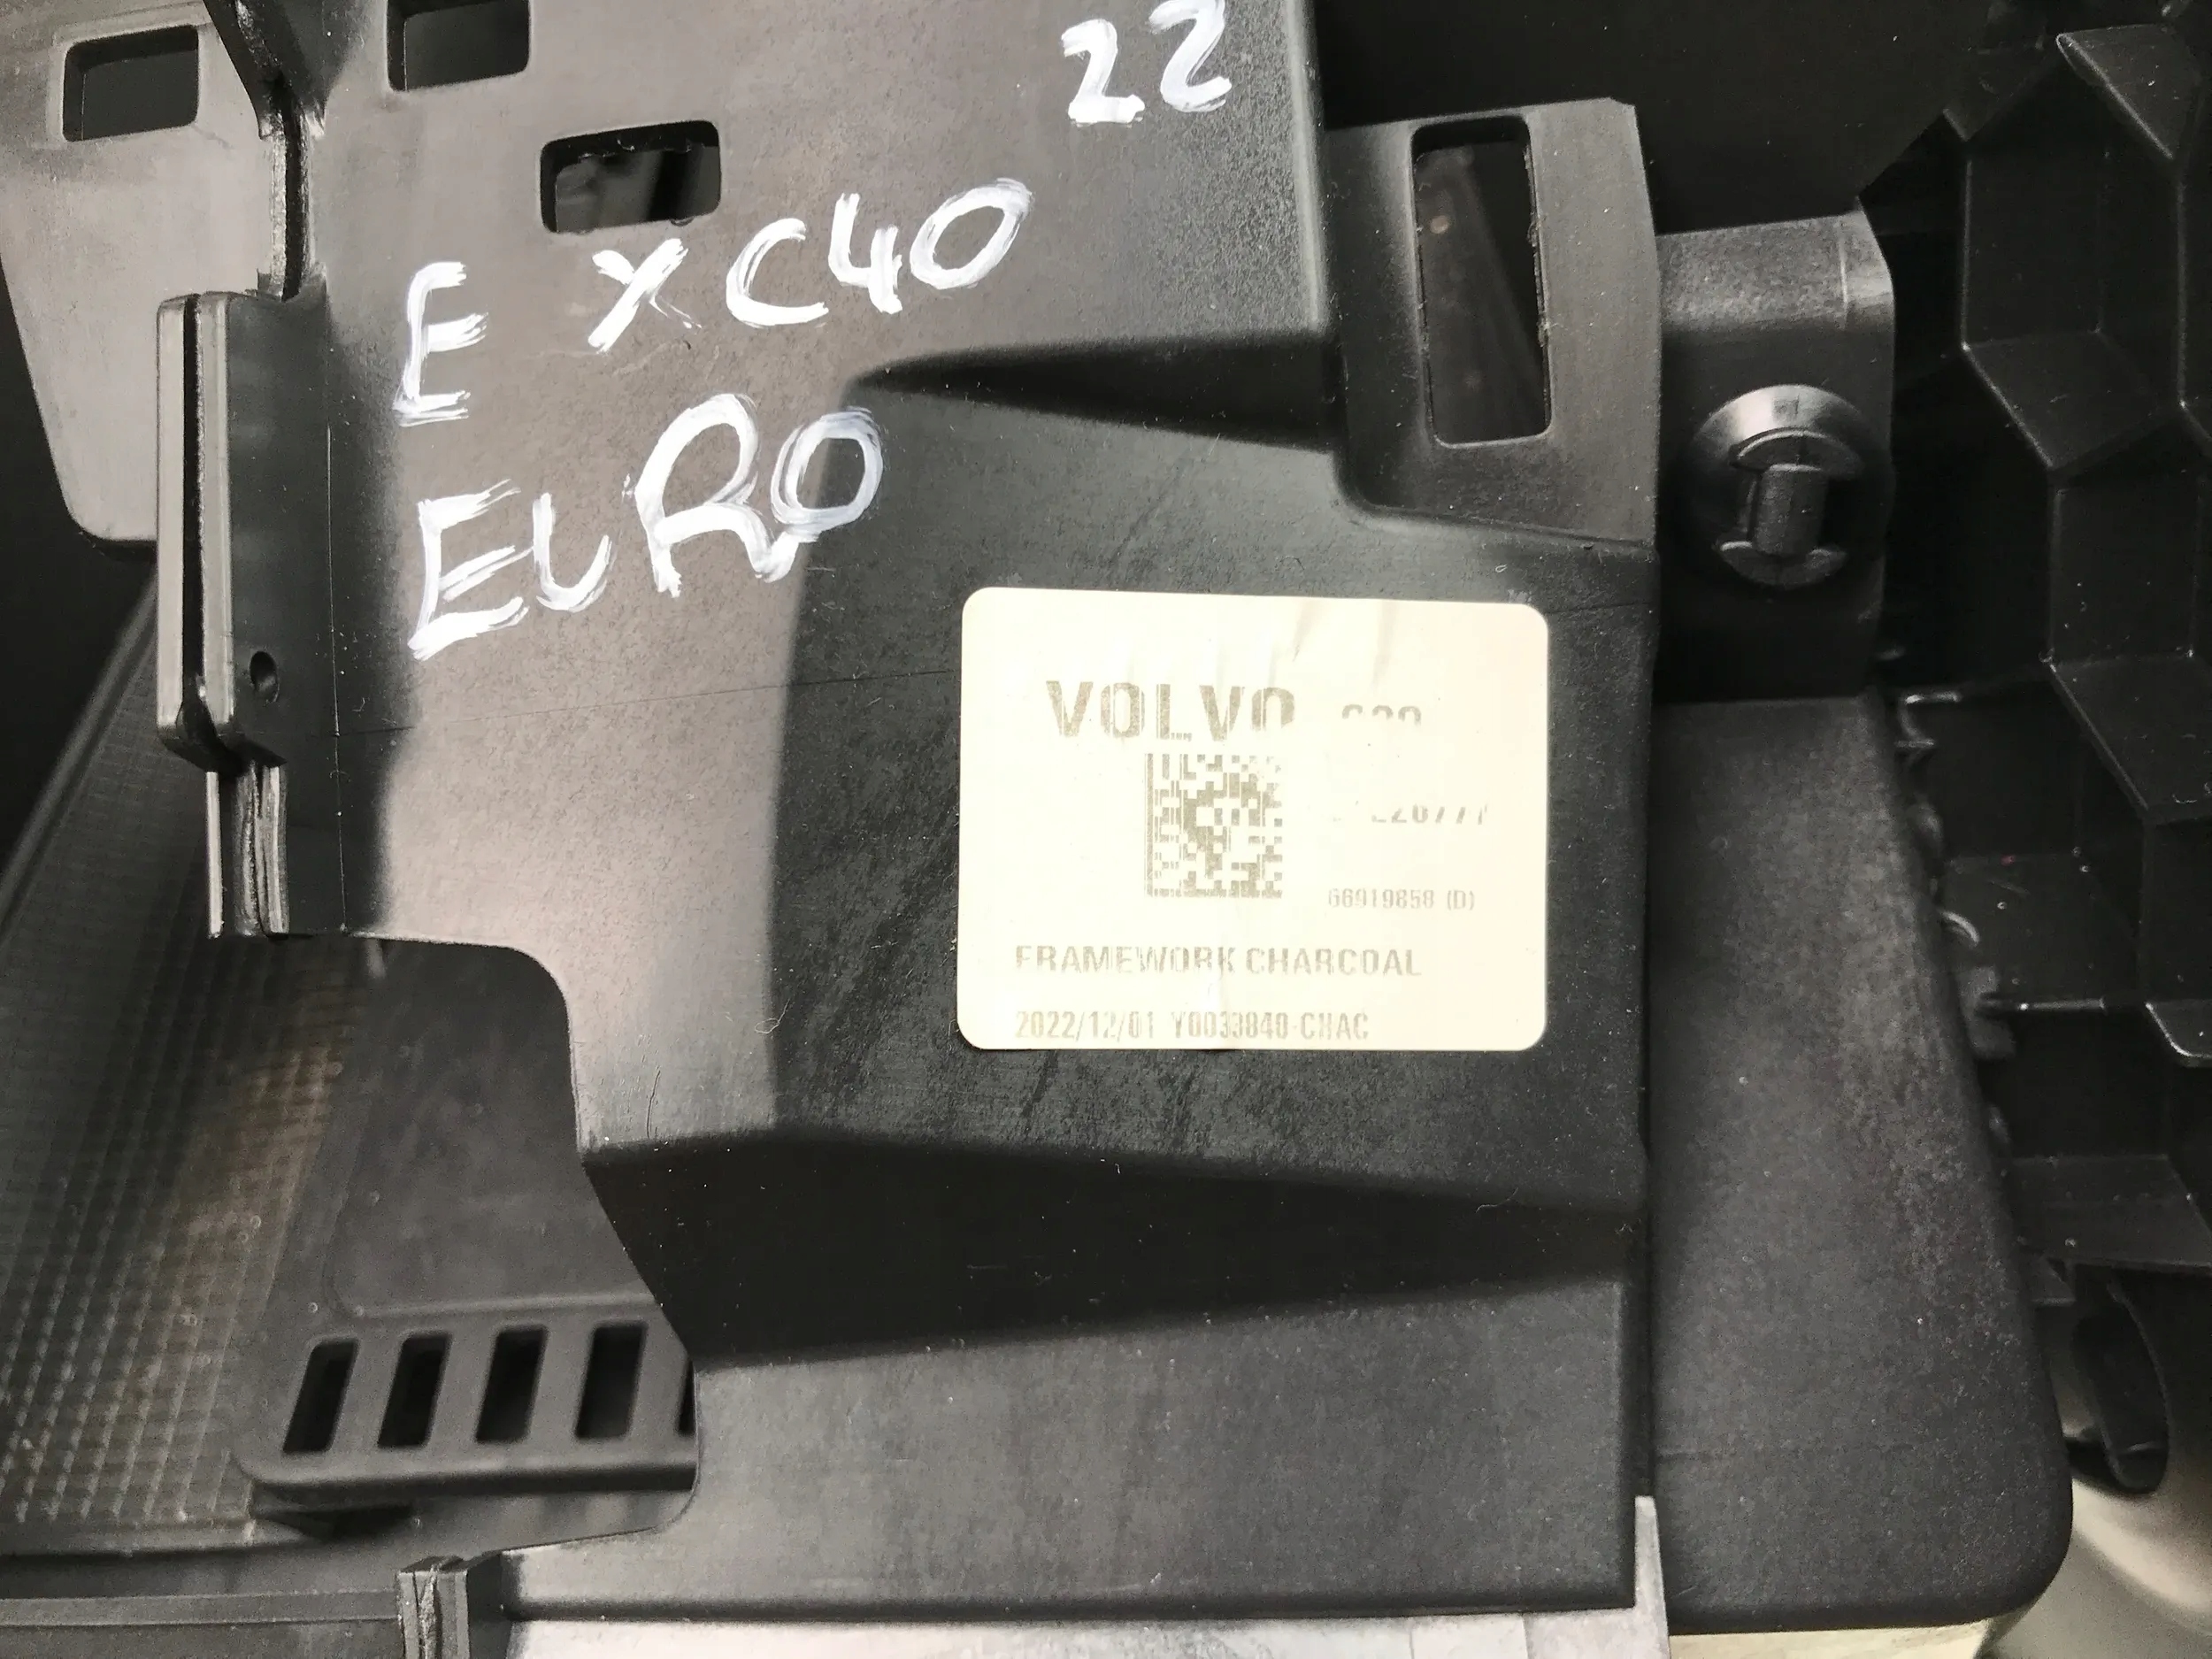 22
E XC40
EURO
VOLVO
66919858 (D)
FRAMEWORK CHARCOAL
2022/12/01 Y0033840-CHAC